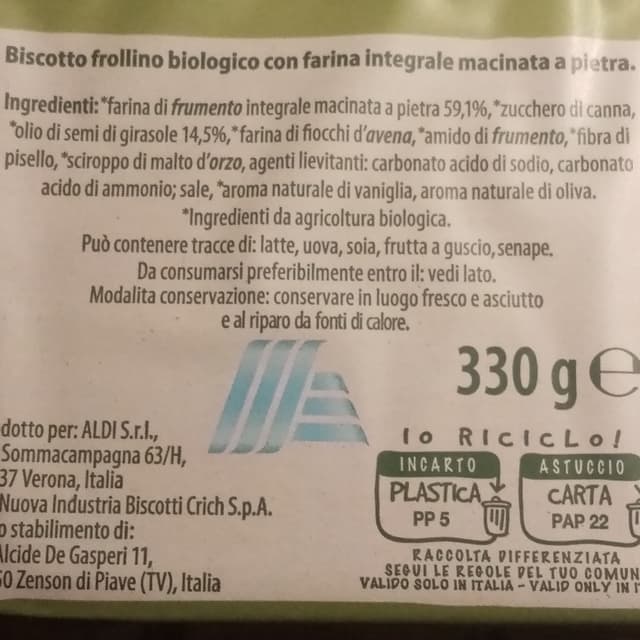 Biscotto frollino biologico con farina integrale macinata a pietra.
Ingredienti: *farina di frumento integrale macinata a pietra 59,1%, *zucchero di canna,
*olio di semi di girasole 14,5%, *farina di fiocchi d'avena, *amido di frumento, *fibra di
pisello, *sciroppo di malto d'orzo, agenti lievitanti: carbonato acido di sodio, carbonato
acido di ammonio; sale, *aroma naturale di vaniglia, aroma naturale di oliva.
*Ingredienti da agricoltura biologica.
Può contenere tracce di: latte, uova, soia, frutta a guscio, senape.
Da consumarsi preferibilmente entro il: vedi lato.
Modalita conservazione: conservare in luogo fresco e asciutto
e al riparo da fonti di calore.
330 g e
dotto per: ALDI S.r.l.,
Sommacampagna 63/H,
37 Verona, Italia
Nuova Industria Biscotti Crich S.p.A.
o stabilimento di:
Alcide De Gasperi 11,
50 Zenson di Piave (TV), Italia
IO RICICLO!
INCARTO
PLASTICA
PP 5
ASTUCCIO
CARTA
PAP 22
RACCOLTA DIFFERENZIATA
SEGUI LE REGOLE DEL TUO COMUN
VALIDO SOLO IN ITALIA - VALID ONLY IN IT